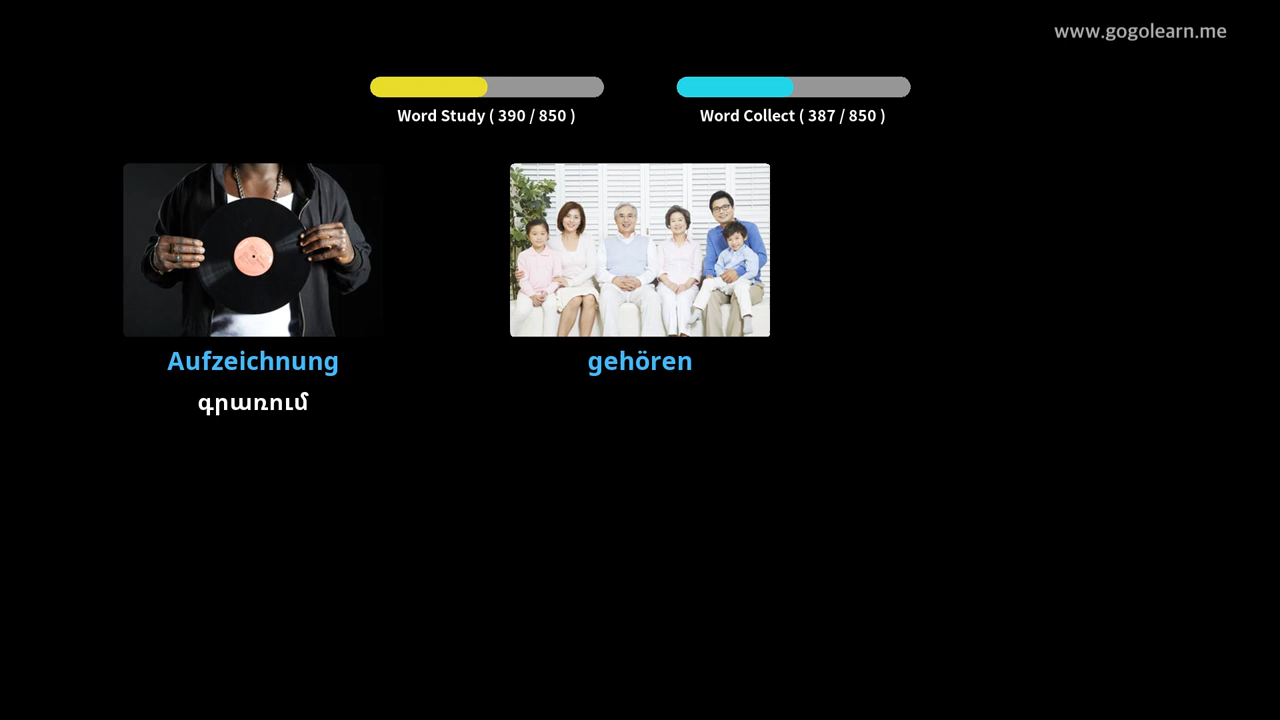 www.gogolearn.me
Word Study ( 390 / 850 )
Word Collect ( 387 / 850 )
Aufzeichnung
gehören
գրառում